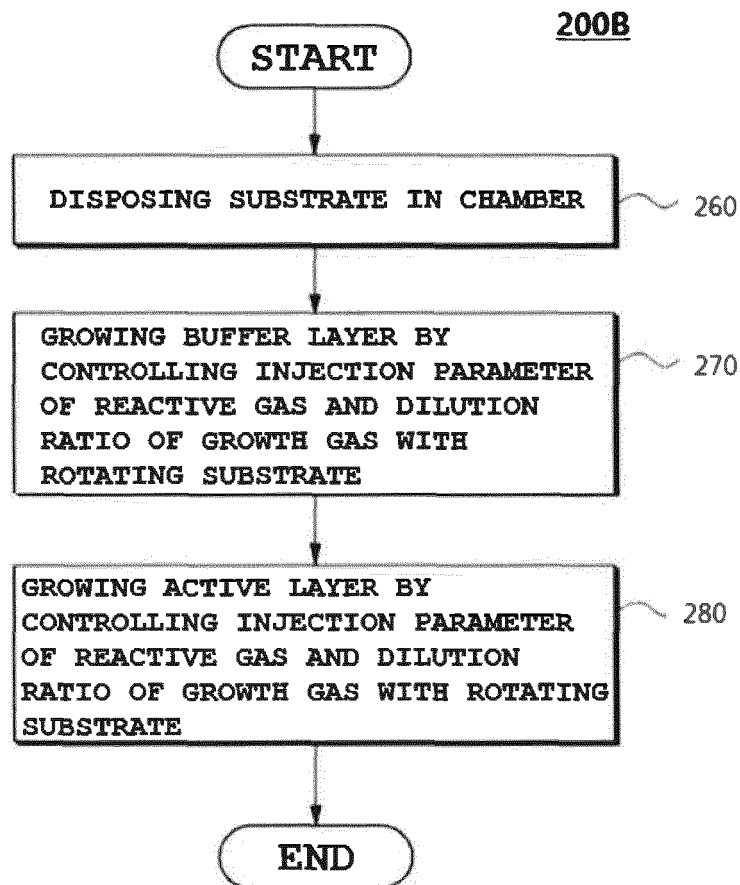 200B
START
DISPOSING SUBSTRATE IN CHAMBER
260
GROWING BUFFER LAYER BY
CONTROLLING INJECTION PARAMETER
OF REACTIVE GAS AND DILUTION
RATIO OF GROWTH GAS WITH
ROTATING SUBSTRATE
270
GROWING ACTIVE LAYER BY
CONTROLLING INJECTION PARAMETER
OF REACTIVE GAS AND DILUTION
RATIO OF GROWTH GAS WITH ROTATING
SUBSTRATE
280
END